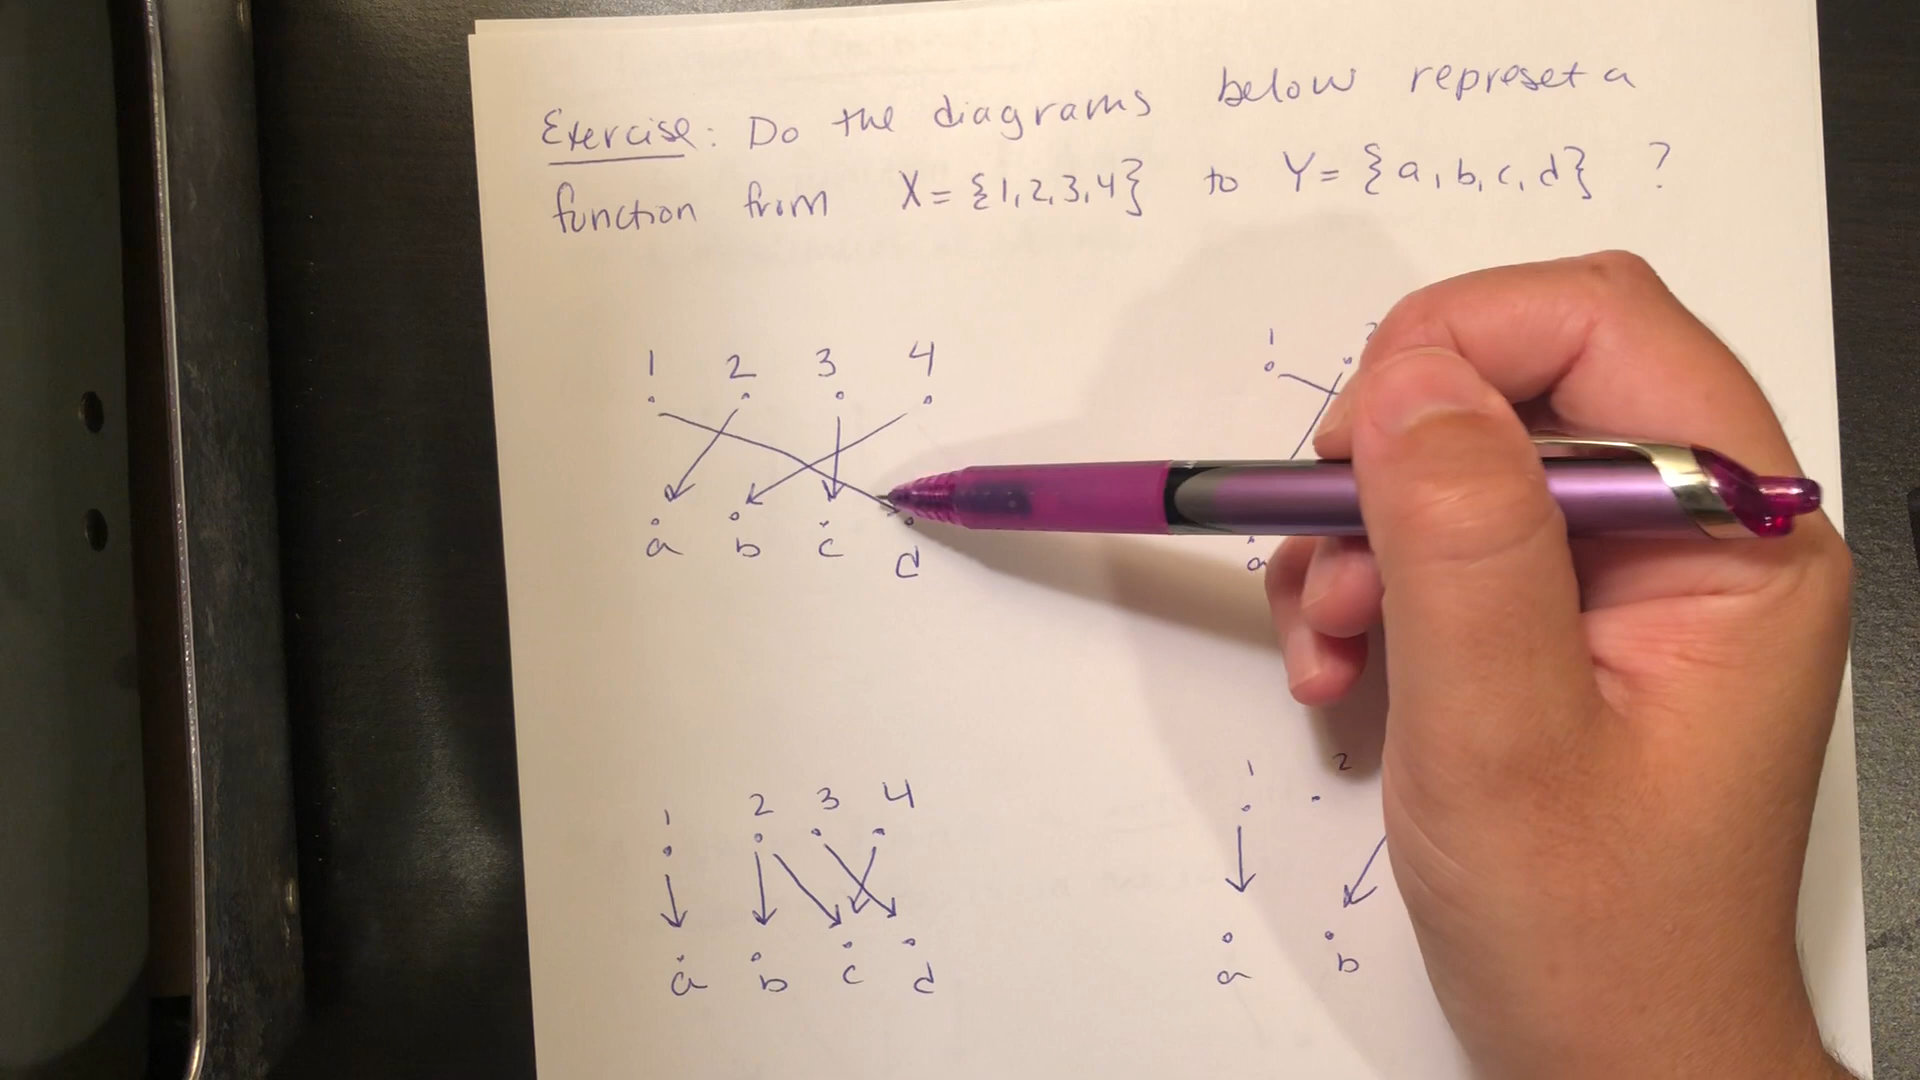 Exercise: Do the diagrams below represet a
function from X = {1,2,3,4} to Y = {a, b, c, d} ?
1 2 3 4
a b c d
1
a
1 2 3 4
a b c d
1 2
a b